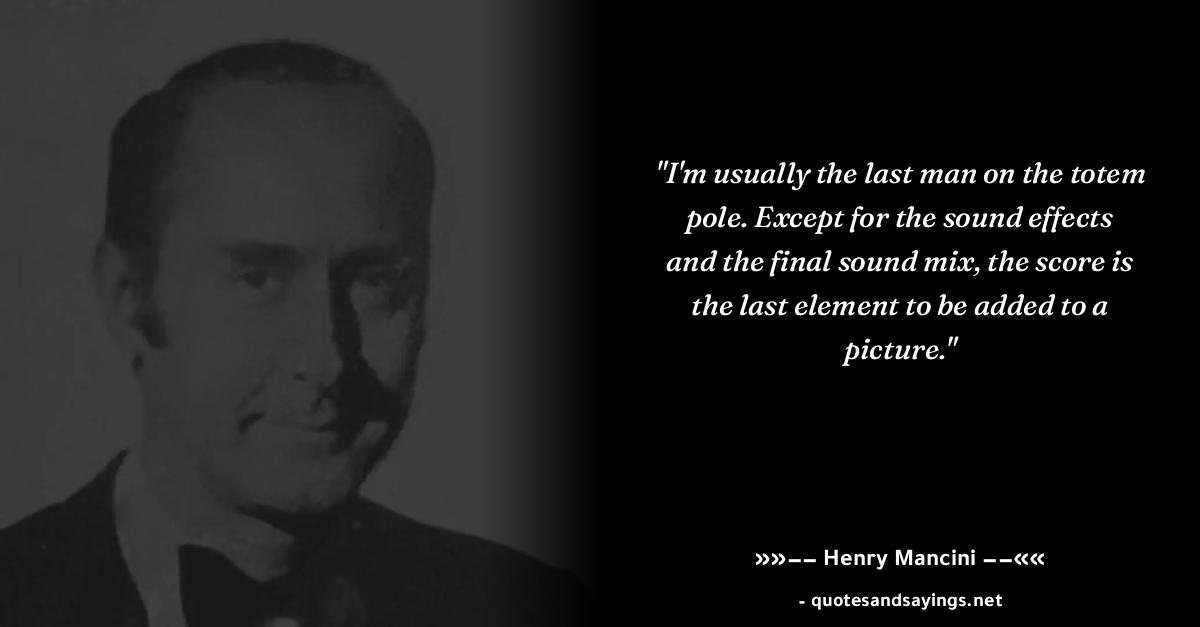 "I'm usually the last man on the totem
pole. Except for the sound effects
and the final sound mix, the score is
the last element to be added to a
picture."
»»−− Henry Mancini −−««
- quotesandsayings.net